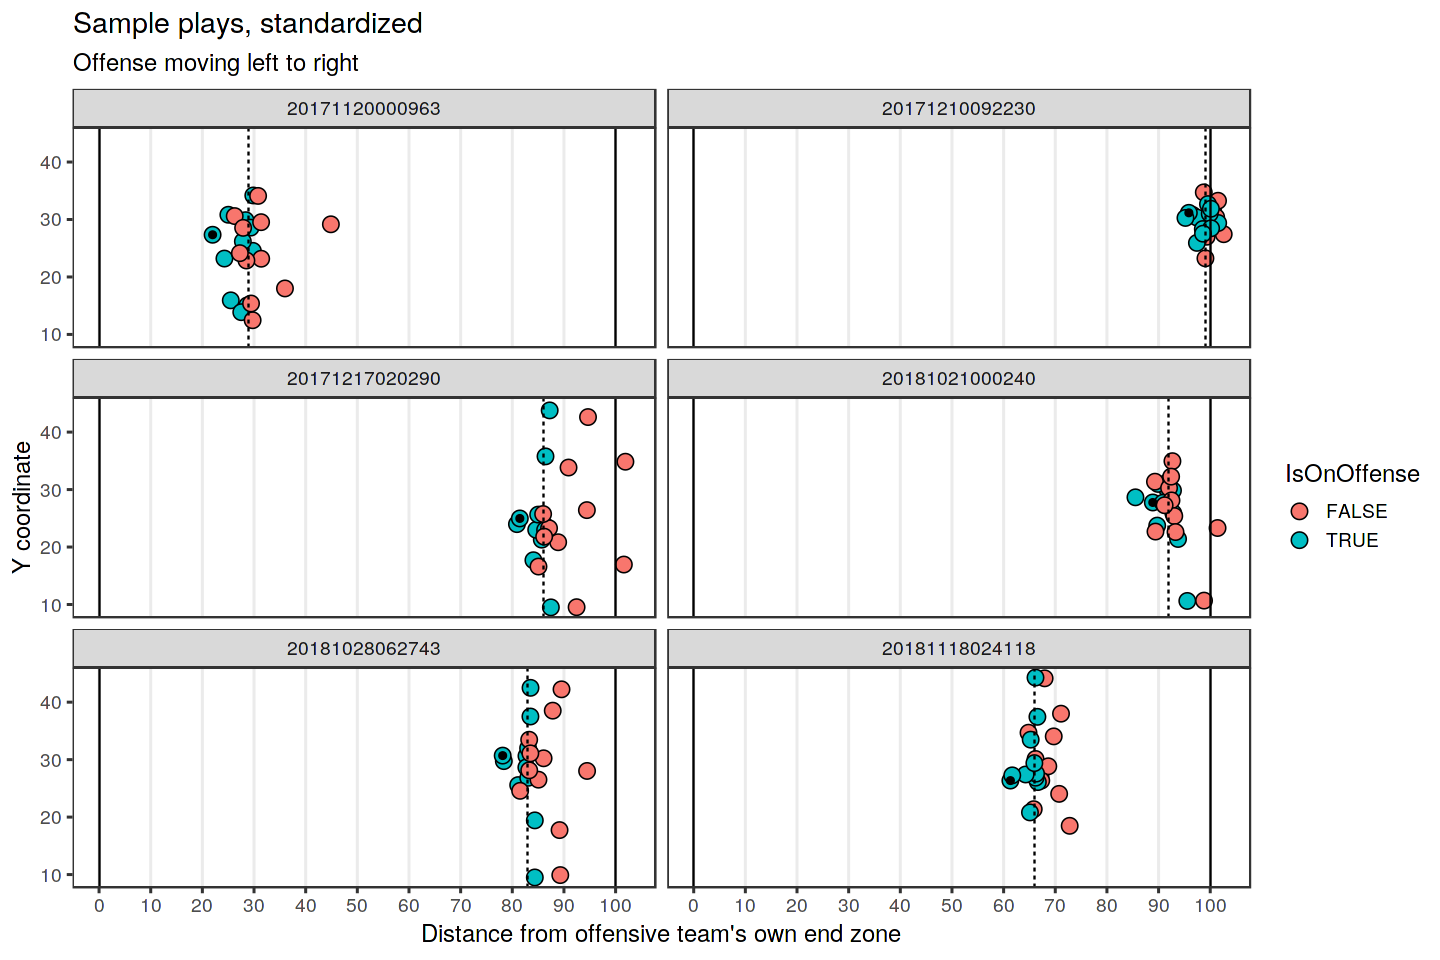 Sample plays, standardized
Offense moving left to right
20171120000963
20171210092230
40
30
20
10
20171217020290
20181021000240
40
30
20
10
20181028062743
20181118024118
40
30
20
10
0 10 20 30 40 50 60 70 80 90 100
0 10 20 30 40 50 60 70 80 90 100
Distance from offensive team's own end zone
Y coordinate
IsOnOffense
FALSE
TRUE